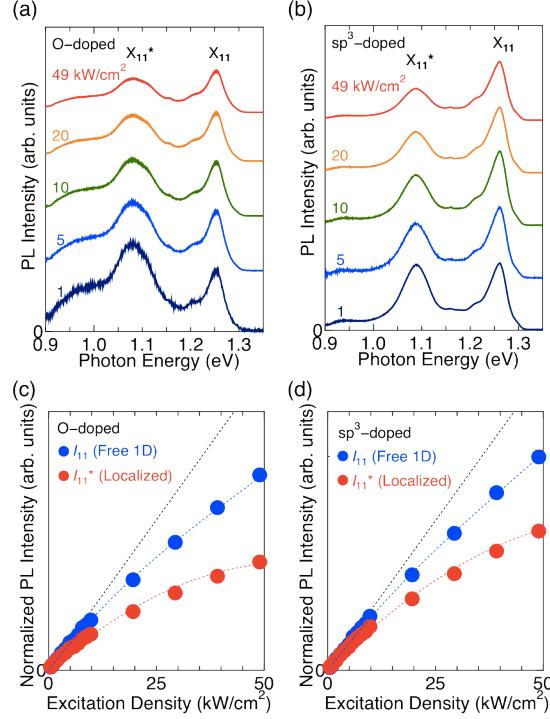 (a)
O-doped
X11*
X11
49 kW/cm²
20
10
5
1
PL Intensity (arb. units)
0
0.9 1.0 1.1 1.2 1.3
Photon Energy (eV)
(b)
sp³-doped
X11*
X11
49 kW/cm²
20
10
5
1
PL Intensity (arb. units)
0
0.9 1.0 1.1 1.2 1.3
Photon Energy (eV)
(c)
O-doped
I11 (Free 1D)
I11* (Localized)
Normalized PL Intensity (arb. units)
0
0 25 50
Excitation Density (kW/cm²)
(d)
sp³-doped
I11 (Free 1D)
I11* (Localized)
Normalized PL Intensity (arb. units)
0
0 25 50
Excitation Density (kW/cm²)